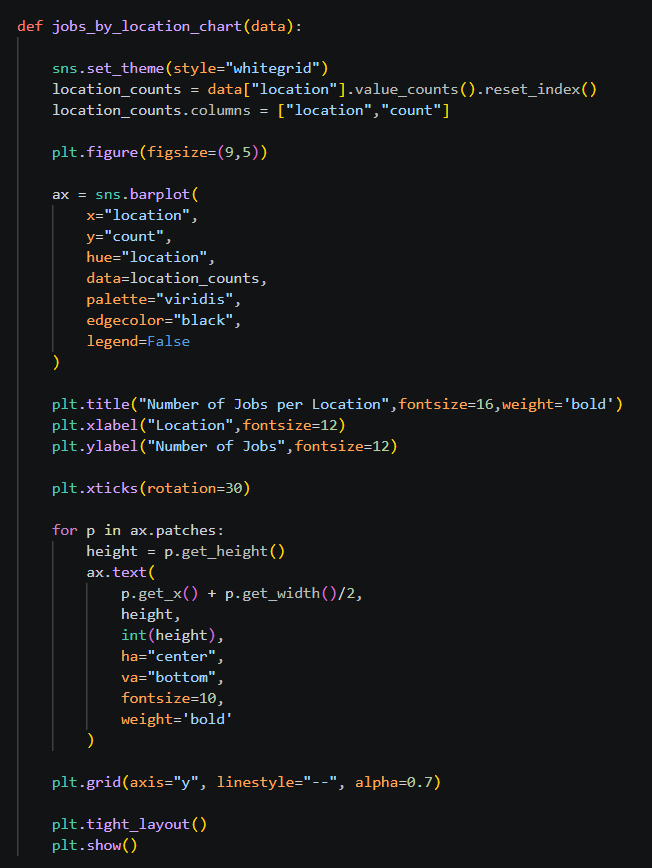 def jobs_by_location_chart(data):
sns.set_theme(style="whitegrid")
location_counts = data["location"].value_counts().reset_index()
location_counts.columns = ["location","count"]
plt.figure(figsize=(9,5))
ax = sns.barplot(
x="location",
y="count",
hue="location",
data=location_counts,
palette="viridis",
edgecolor="black",
legend=False
)
plt.title("Number of Jobs per Location",fontsize=16,weight='bold')
plt.xlabel("Location",fontsize=12)
plt.ylabel("Number of Jobs",fontsize=12)
plt.xticks(rotation=30)
for p in ax.patches:
height = p.get_height()
ax.text(
p.get_x() + p.get_width()/2,
height,
int(height),
ha="center",
va="bottom",
fontsize=10,
weight='bold'
)
plt.grid(axis="y", linestyle="--", alpha=0.7)
plt.tight_layout()
plt.show()